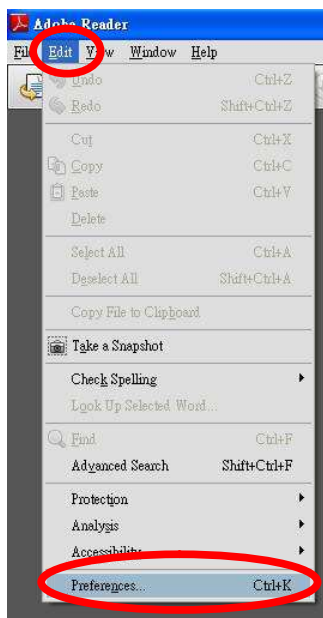 Adobe Reader
File Edit View Window Help
Undo Ctrl+Z
Redo Shift+Ctrl+Z
Cut Ctrl+X
Copy Ctrl+C
Paste Ctrl+V
Delete
Select All Ctrl+A
Deselect All Shift+Ctrl+A
Copy File to Clipboard
Take a Snapshot
Check Spelling
Look Up Selected Word...
Find Ctrl+F
Advanced Search Shift+Ctrl+F
Protection
Analysis
Accessibility
Preferences... Ctrl+K